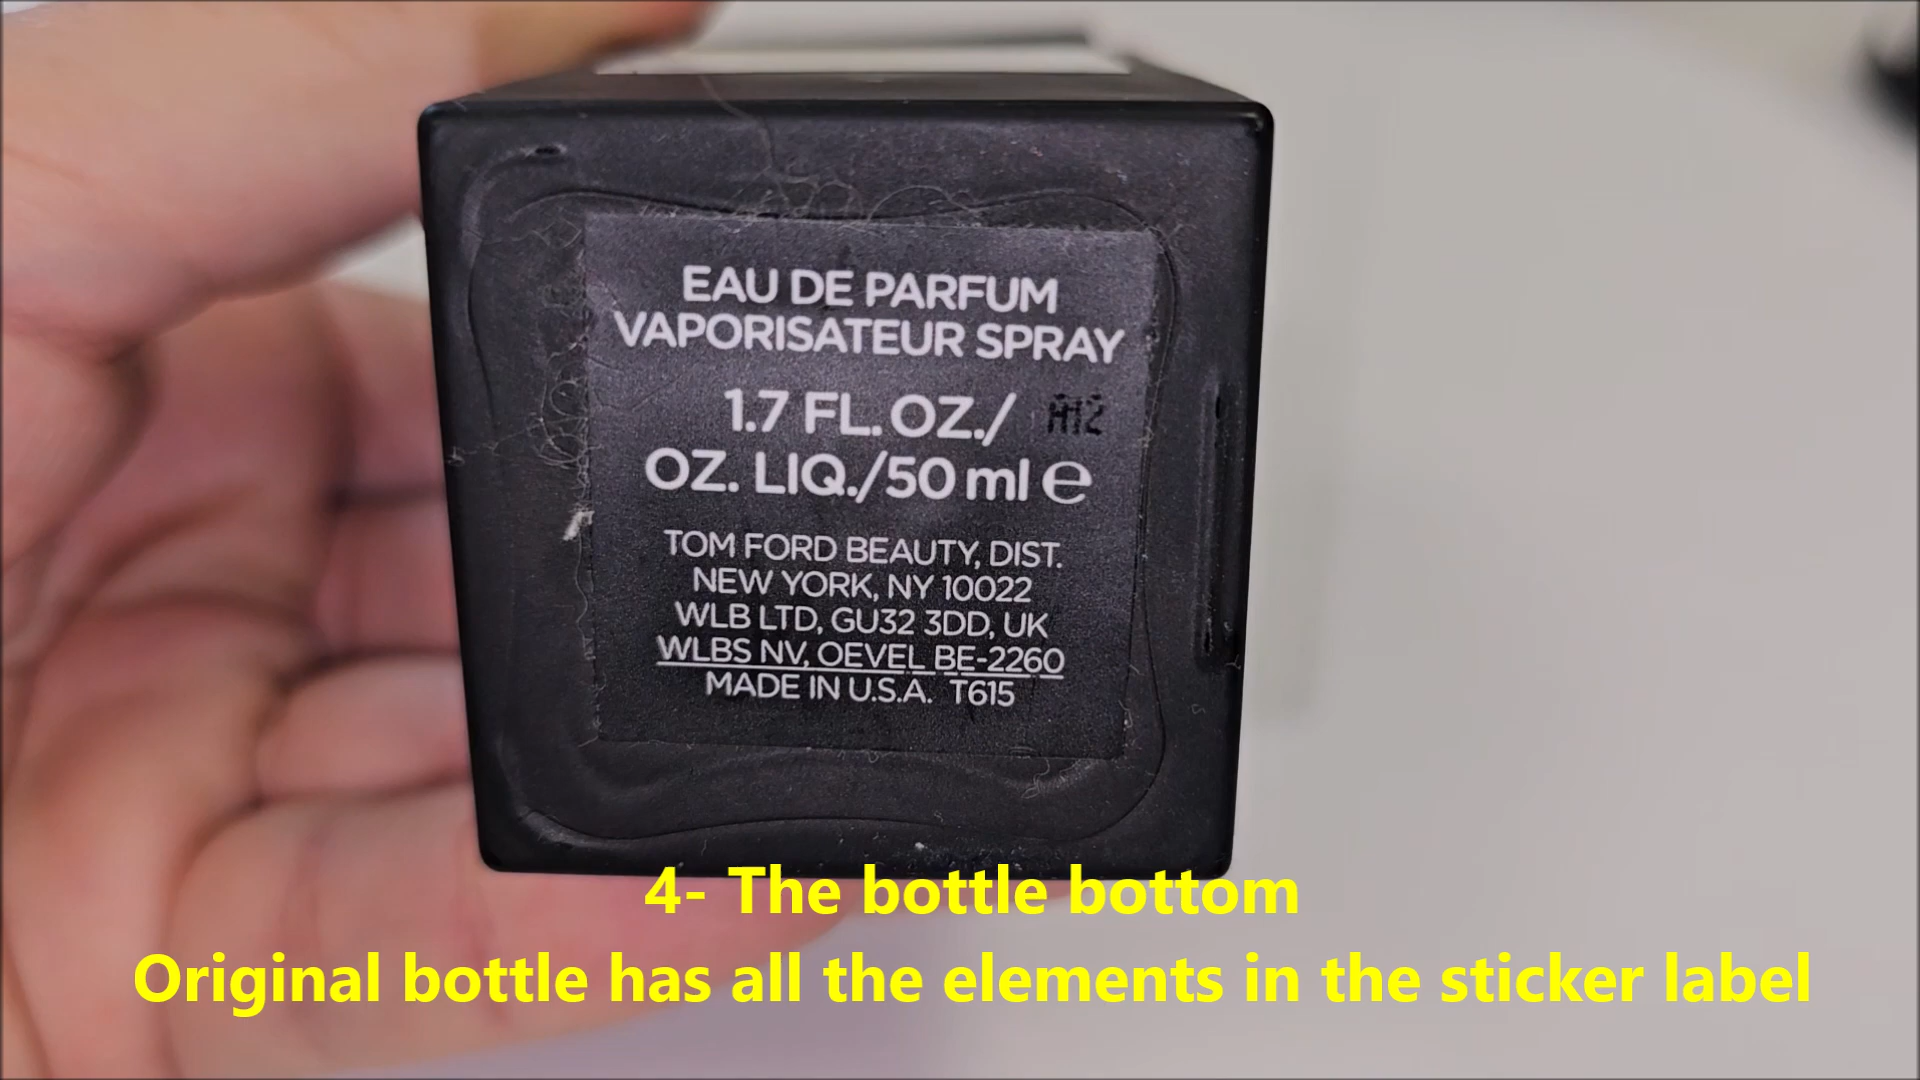 EAU DE PARFUM
VAPORISATEUR SPRAY
1.7 FL. OZ./ A12
OZ. LIQ./50 ml ℮
TOM FORD BEAUTY, DIST.
NEW YORK, NY 10022
WLB LTD, GU32 3DD, UK
WLBS NV, OEVEL BE-2260
MADE IN U.S.A. T615
4- The bottle bottom
Original bottle has all the elements in the sticker label